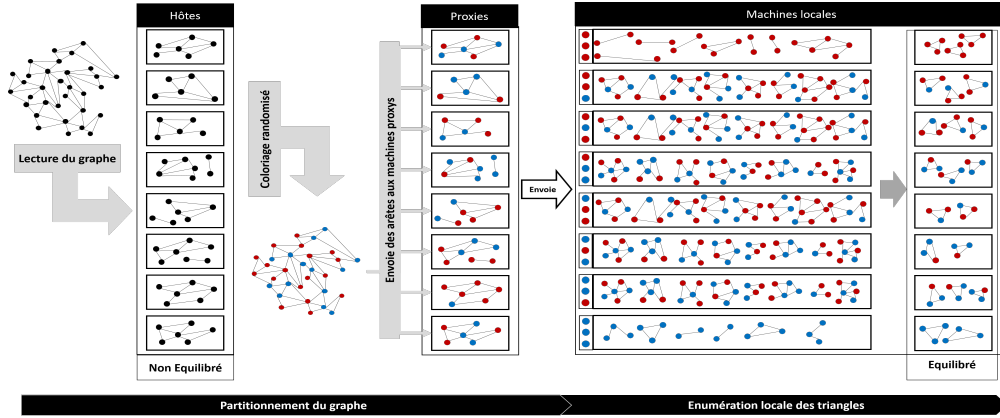 Hôtes
Proxies
Machines locales
Lecture du graphe
Coloriage randomisé
Envoie des arêtes aux machines proxys
Envoie
Non Equilibré
Equilibré
Partitionnement du graphe
Enumération locale des triangles